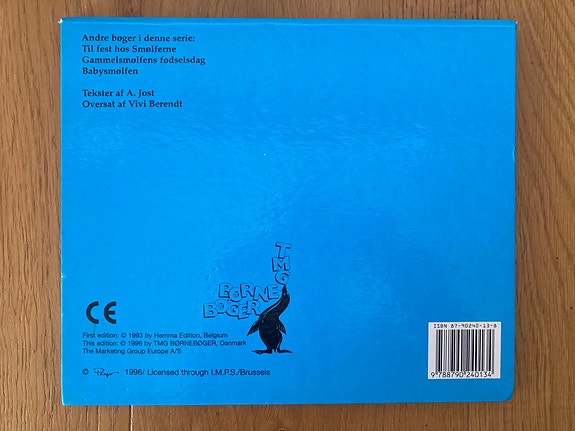 Andre bøger i denne serie:
Til fest hos Smølferne
Gammelsmølfens fødselsdag
Babysmølfen
Tekster af A. Jost
Oversat af Vivi Berendt
TMG
BØRNE
BØGER
CE
First edition: © 1993 by Hemma Edition, Belgium
This edition: © 1996 by TMG BØRNEBØGER, Danmark
The Marketing Group Europe A/S
© Peyo 1996/ Licensed through I.M.P.S./Brussels
ISBN 87-90240-13-6
9 788790 240134